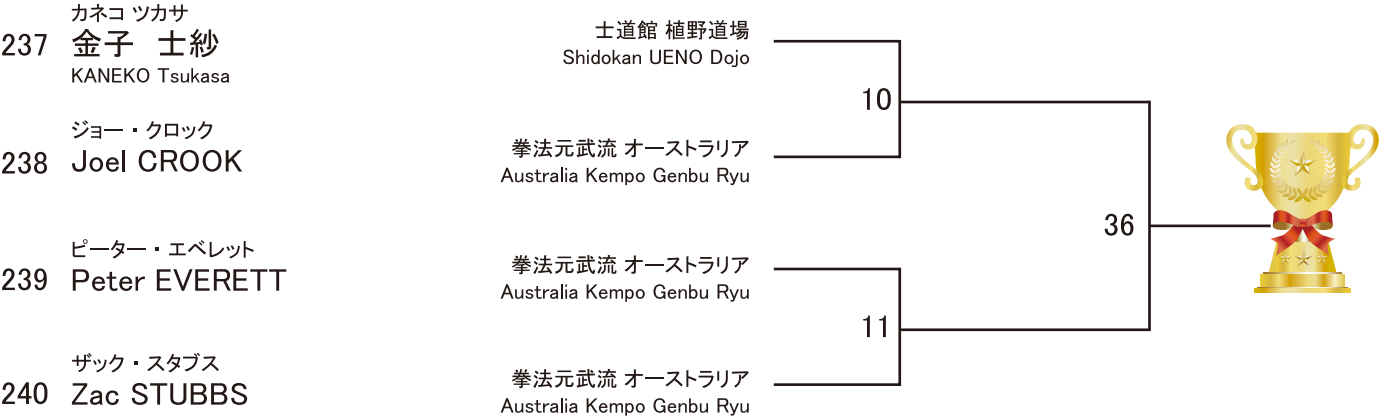 カネコ ツカサ
237 金子 士紗 士道館 植野道場
KANEKO Tsukasa Shidokan UENO Dojo
10
ジョー・クロック
238 Joel CROOK 拳法元武流 オーストラリア
Australia Kempo Genbu Ryu
36
ピーター・エベレット
239 Peter EVERETT 拳法元武流 オーストラリア
Australia Kempo Genbu Ryu
11
ザック・スタブス
240 Zac STUBBS 拳法元武流 オーストラリア
Australia Kempo Genbu Ryu